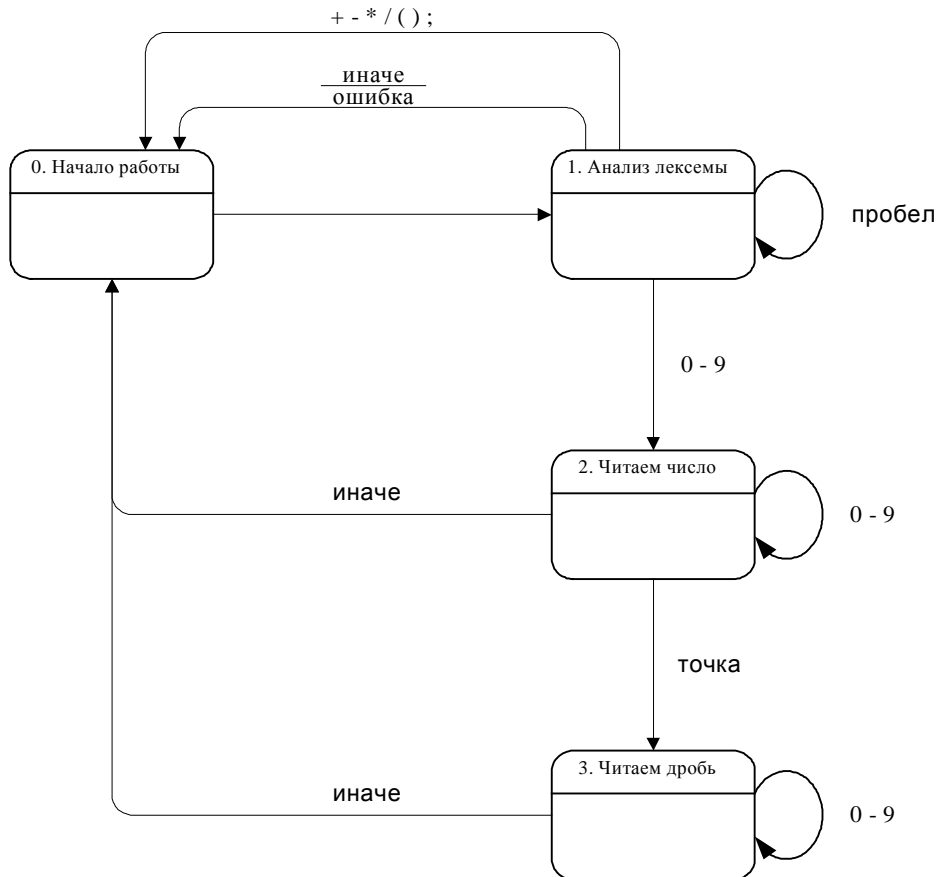 + - * / ( ) ;
иначе
ошибка
0. Начало работы
1. Анализ лексемы
пробел
0 - 9
2. Читаем число
иначе
0 - 9
точка
3. Читаем дробь
иначе
0 - 9